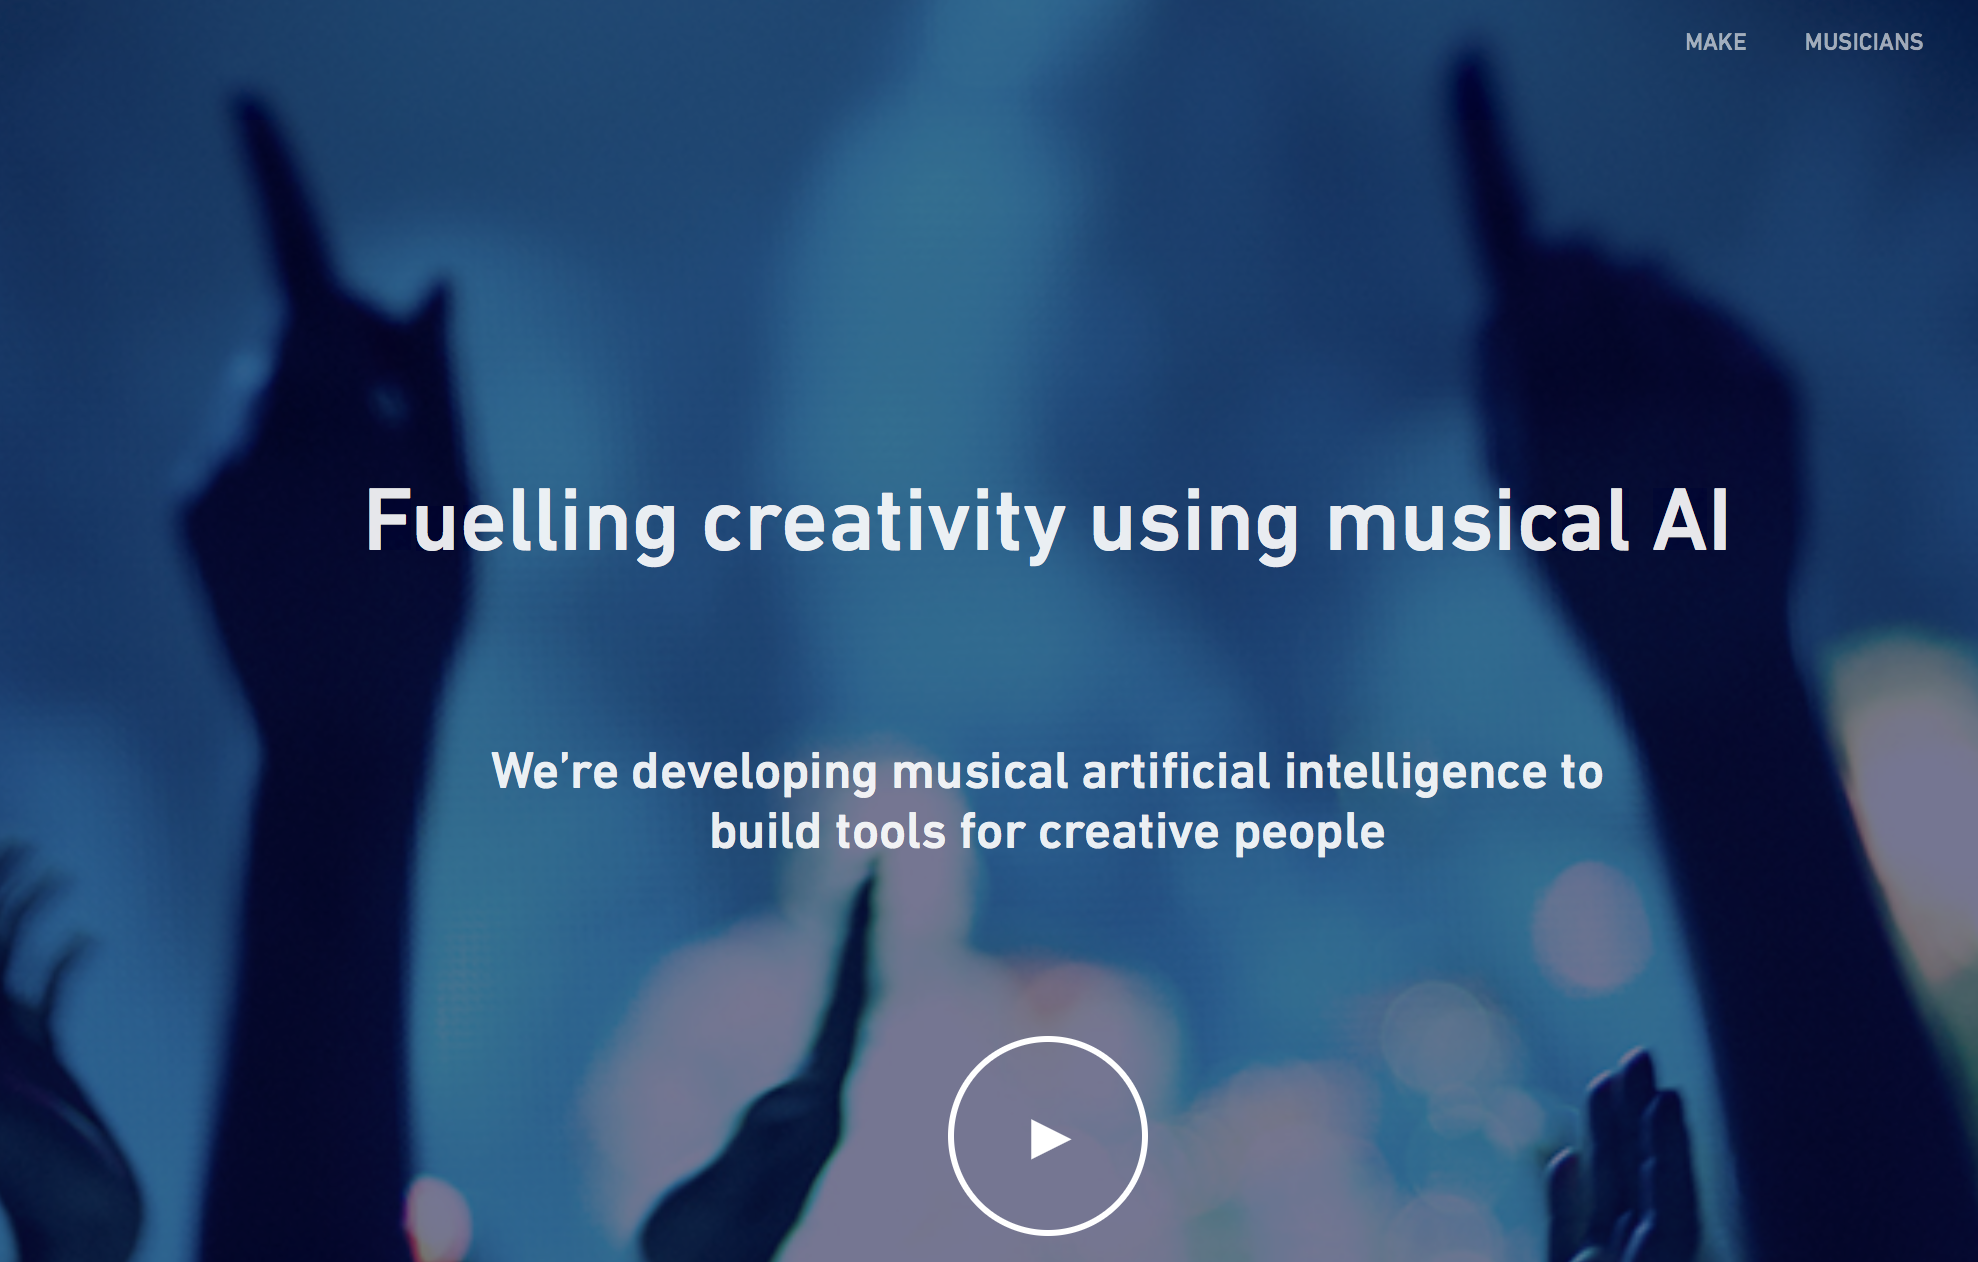 MAKE MUSICIANS
Fuelling creativity using musical AI
We’re developing musical artificial intelligence to
build tools for creative people